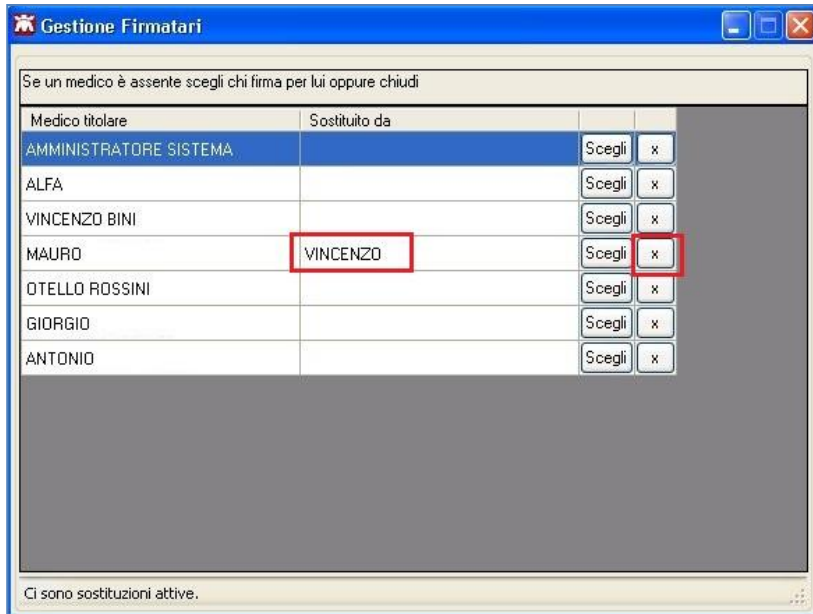 Gestione Firmatari
Se un medico è assente scegli chi firma per lui oppure chiudi
Medico titolare Sostituito da
AMMINISTRATORE SISTEMA Scegli x
ALFA Scegli x
VINCENZO BINI Scegli x
MAURO VINCENZO Scegli x
OTELLO ROSSINI Scegli x
GIORGIO Scegli x
ANTONIO Scegli x
Ci sono sostituzioni attive.